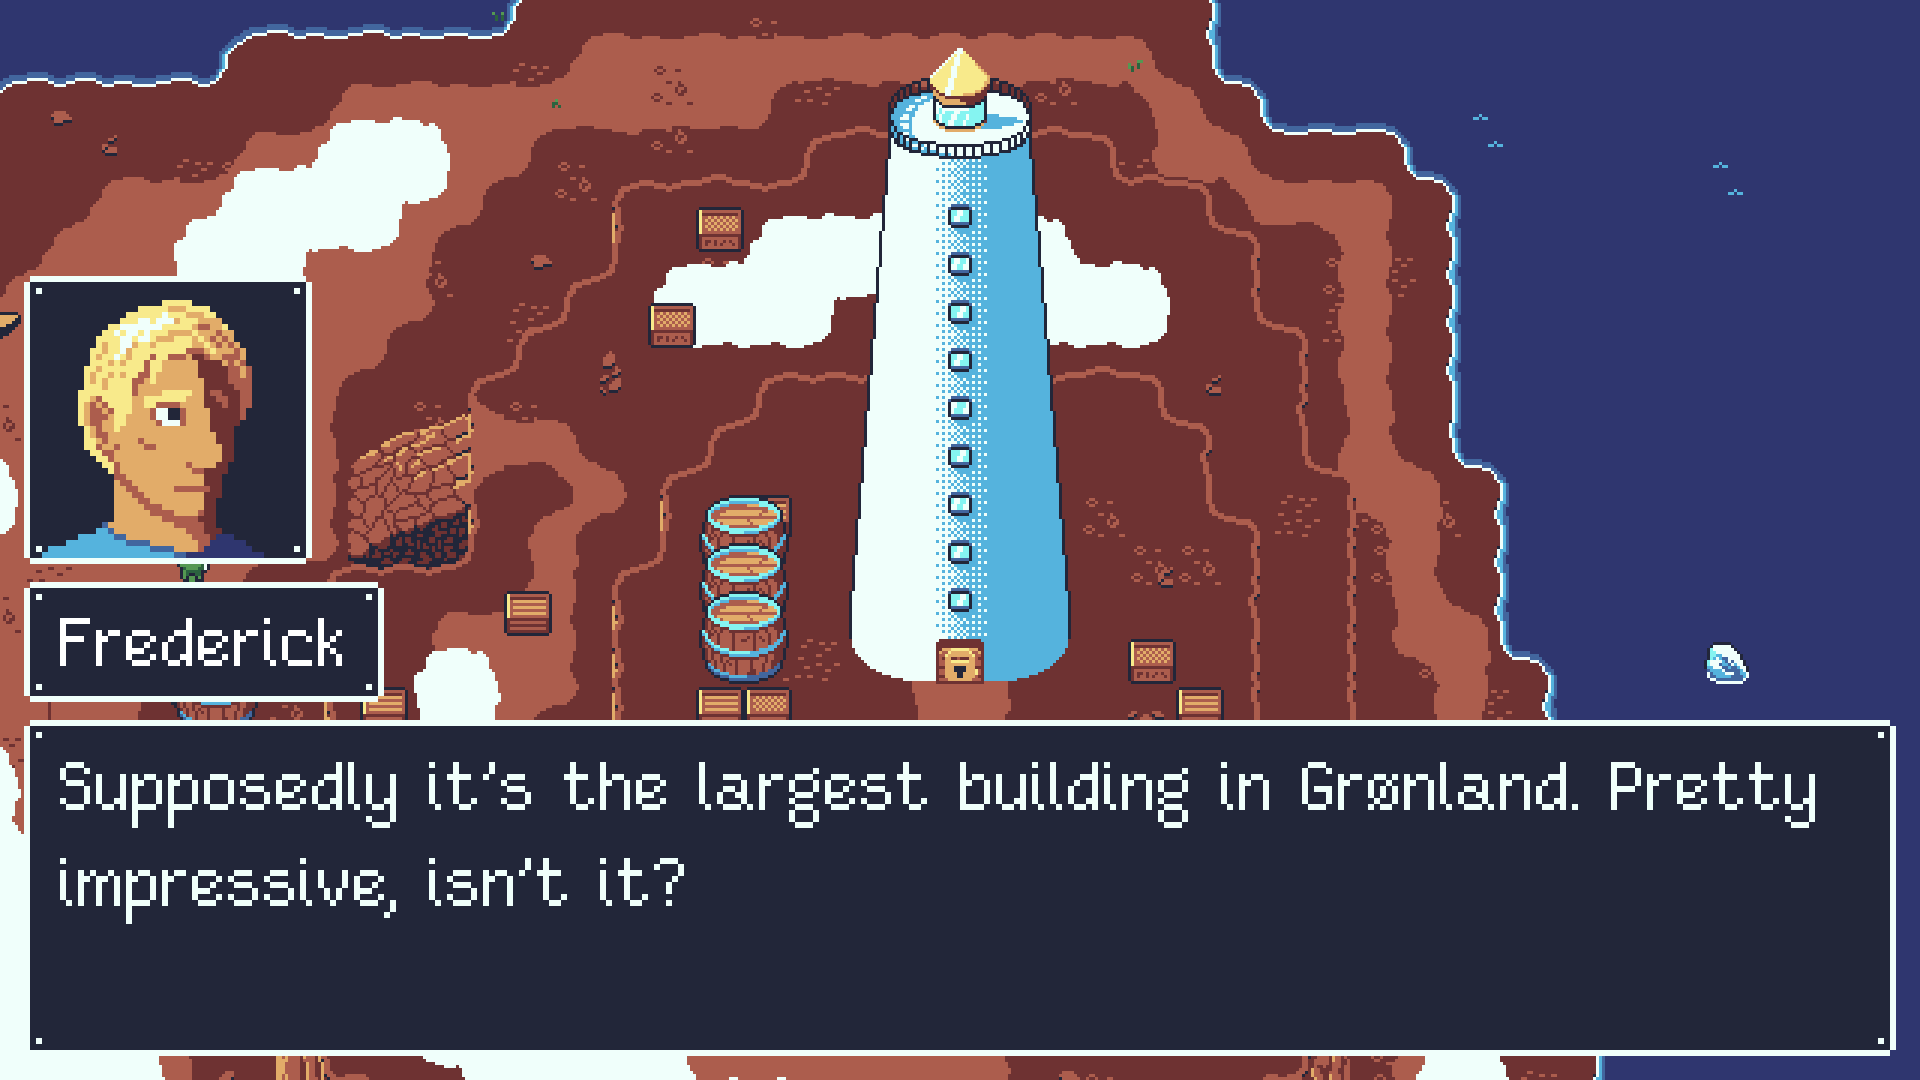 Frederick
Supposedly it's the largest building in Grønland. Pretty
impressive, isn't it?